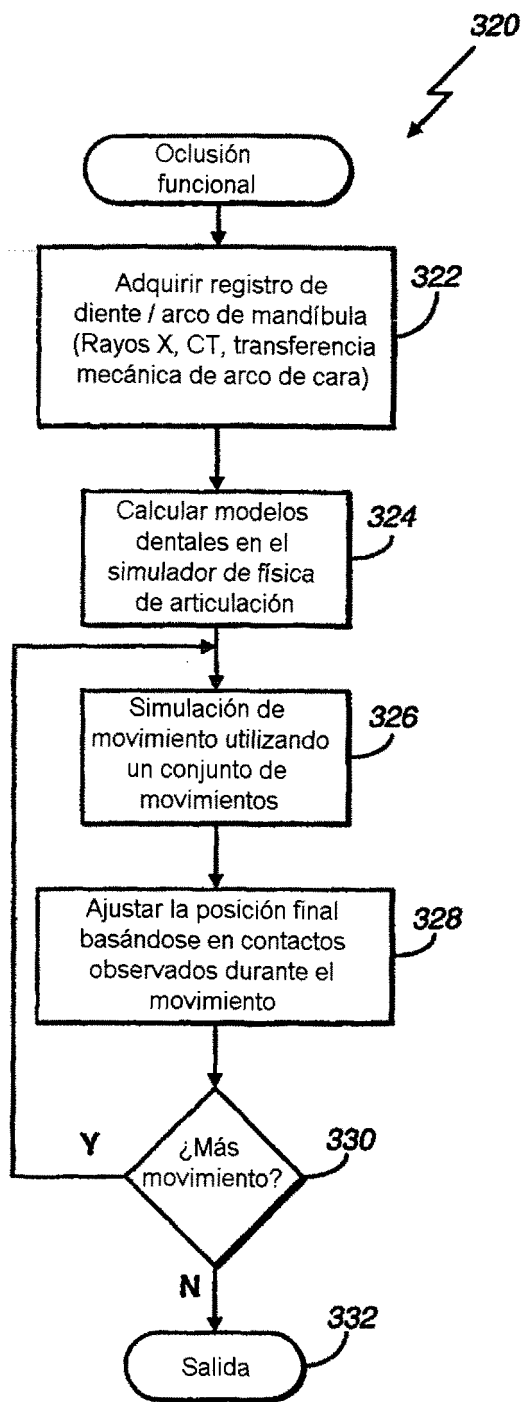 320
Oclusión
funcional
Adquirir registro de
diente / arco de mandíbula
(Rayos X, CT, transferencia
mecánica de arco de cara)
322
Calcular modelos
dentales en el
simulador de física
de articulación
324
Simulación de
movimiento utilizando
un conjunto de
movimientos
326
Ajustar la posición final
basándose en contactos
observados durante el
movimiento
328
¿Más
movimiento?
330
Y
N
Salida
332